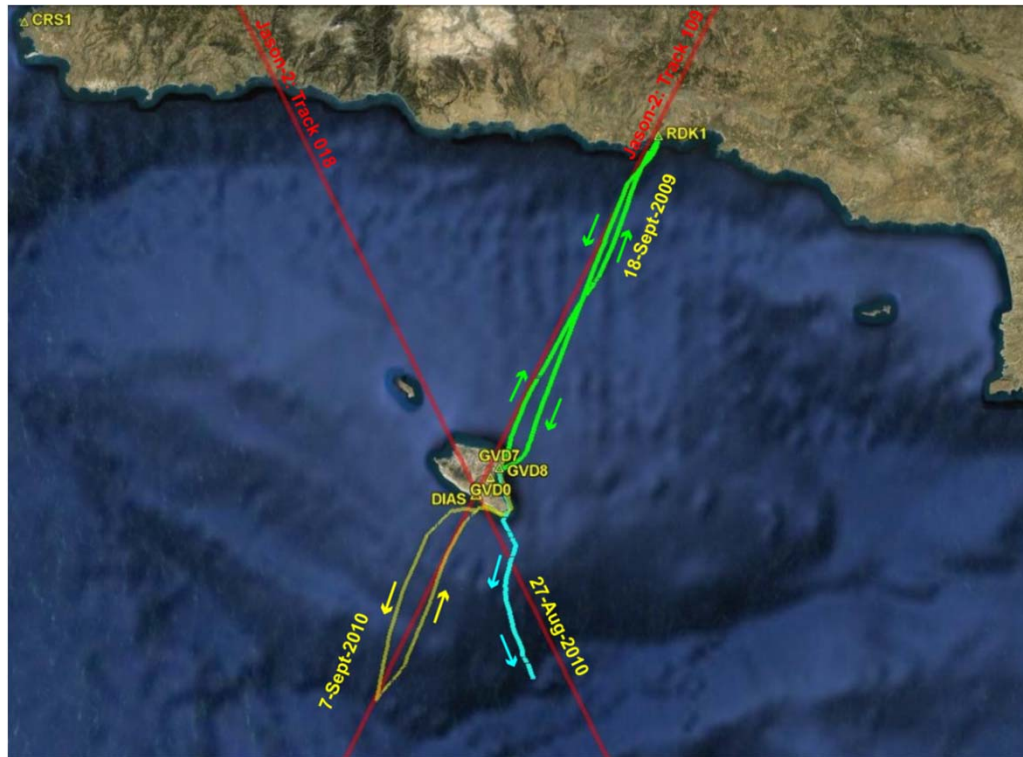 CRS1
Jason-2: Track 018
Jason-2: Track 109
RDK1
18-Sept-2009
GVD7
GVD8
GVD0
DIAS
27-Aug-2010
7-Sept-2010